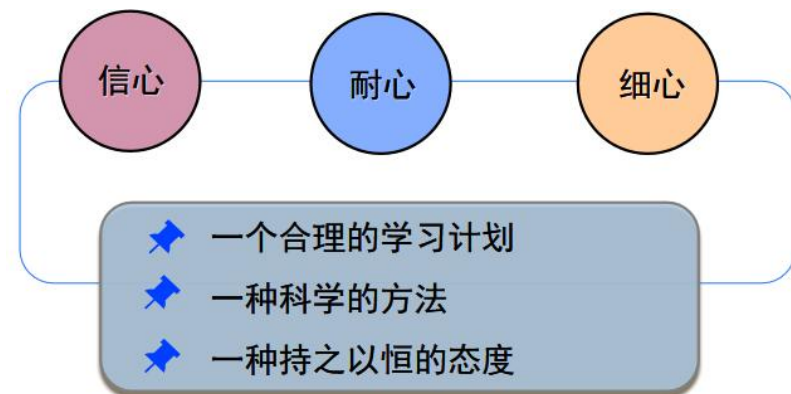 信心
耐心
细心
一个合理的学习计划
一种科学的方法
一种持之以恒的态度